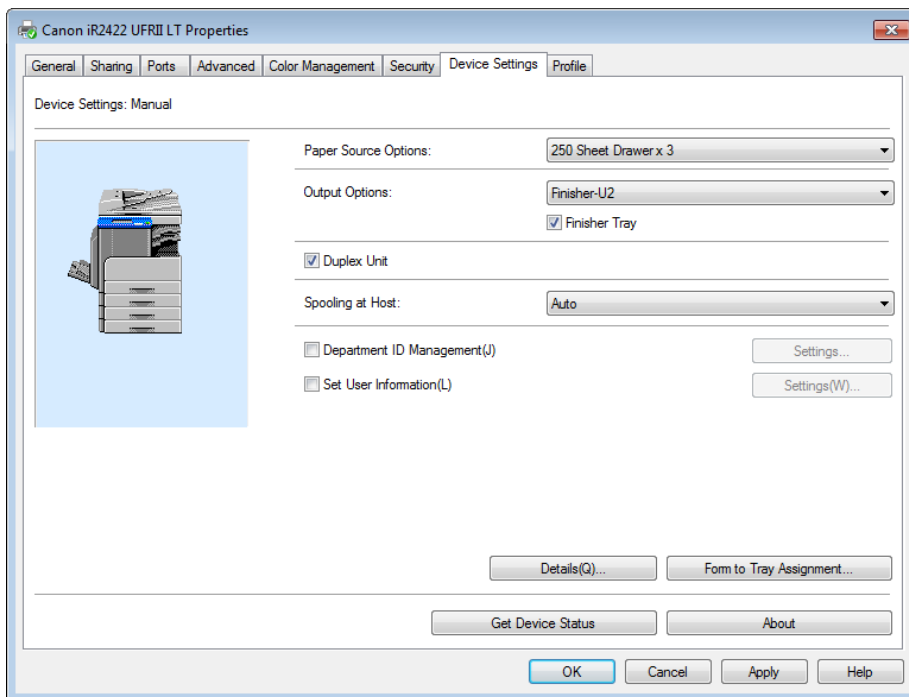 Canon iR2422 UFRII LT Properties
General Sharing Ports Advanced Color Management Security Device Settings Profile
Device Settings: Manual
Paper Source Options: 250 Sheet Drawer x 3
Output Options: Finisher-U2
Finisher Tray
Duplex Unit
Spooling at Host: Auto
Department ID Management(J) Settings...
Set User Information(L) Settings(W)...
Details(Q)... Form to Tray Assignment...
Get Device Status About
OK Cancel Apply Help